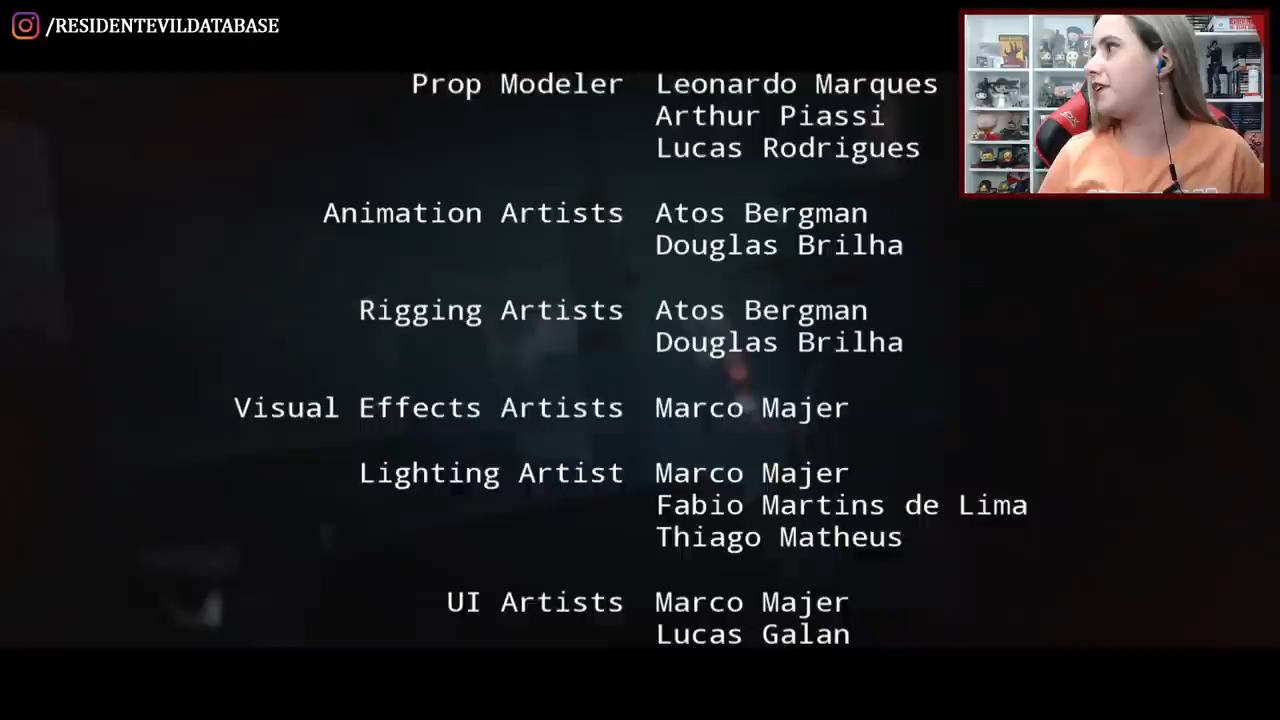 /RESIDENTEVILDATABASE
Prop Modeler Leonardo Marques
Arthur Piassi
Lucas Rodrigues
Animation Artists Atos Bergman
Douglas Brilha
Rigging Artists Atos Bergman
Douglas Brilha
Visual Effects Artists Marco Majer
Lighting Artist Marco Majer
Fabio Martins de Lima
Thiago Matheus
UI Artists Marco Majer
Lucas Galan